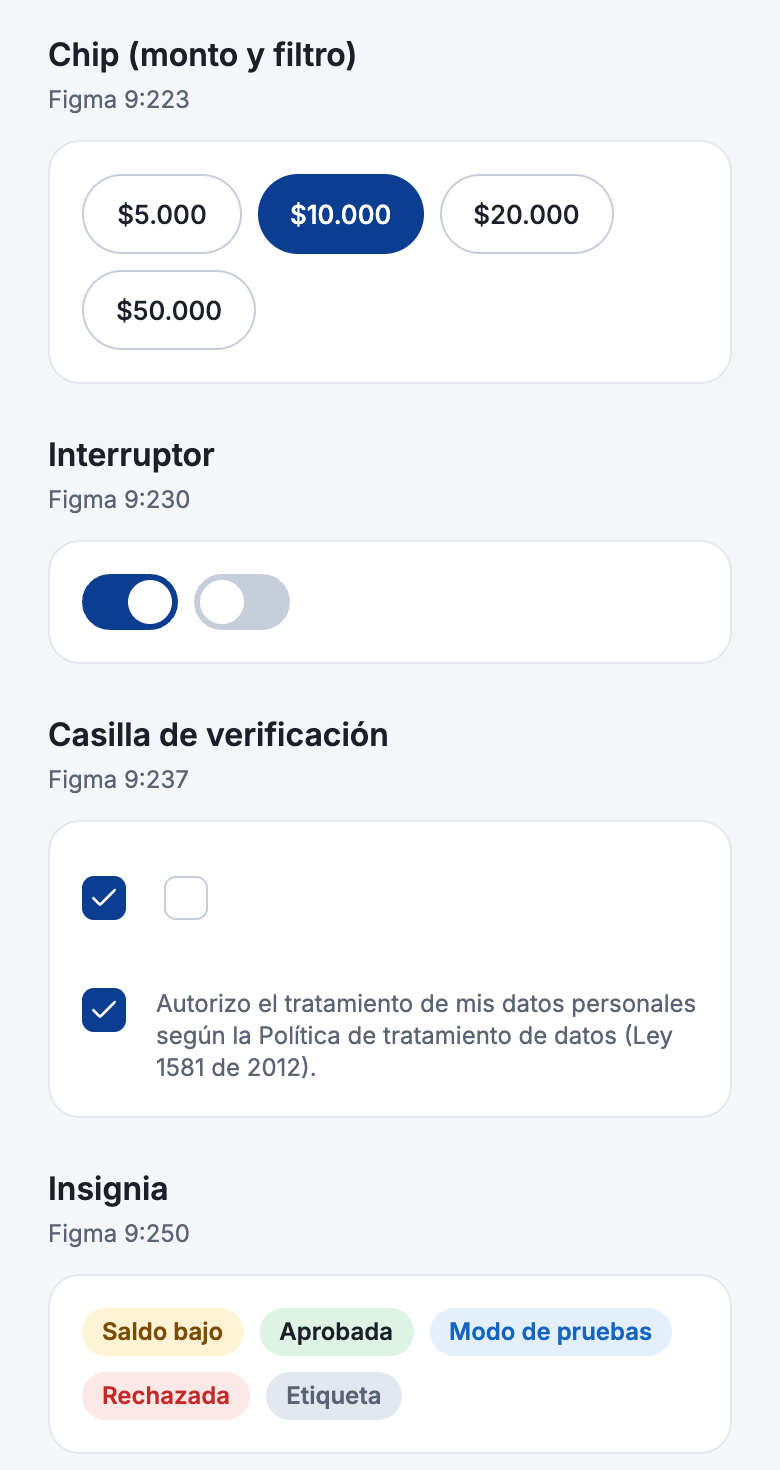 Chip (monto y filtro)
Figma 9:223
$5.000
$10.000
$20.000
$50.000
Interruptor
Figma 9:230
Casilla de verificación
Figma 9:237
Autorizo el tratamiento de mis datos personales
según la Política de tratamiento de datos (Ley
1581 de 2012).
Insignia
Figma 9:250
Saldo bajo
Aprobada
Modo de pruebas
Rechazada
Etiqueta